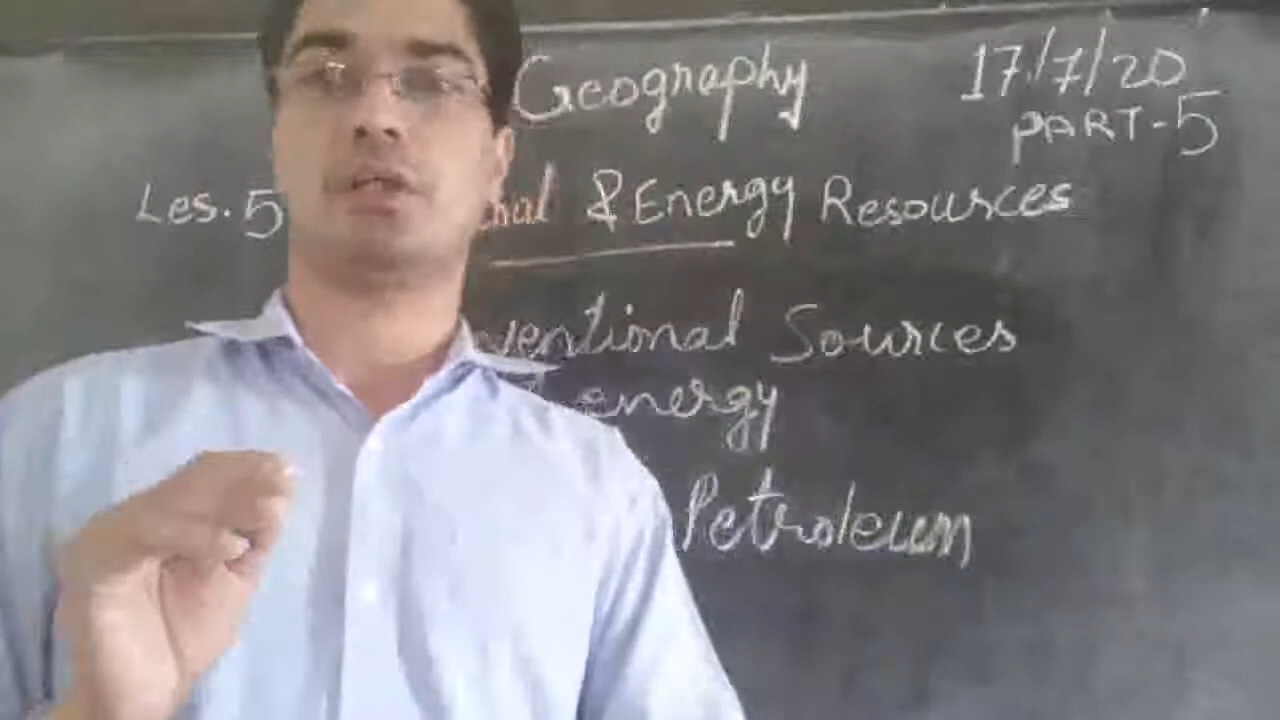 Geography 17/7/20
PART-5
Les. 5 & Energy Resources
Sources
energy
Petroleum